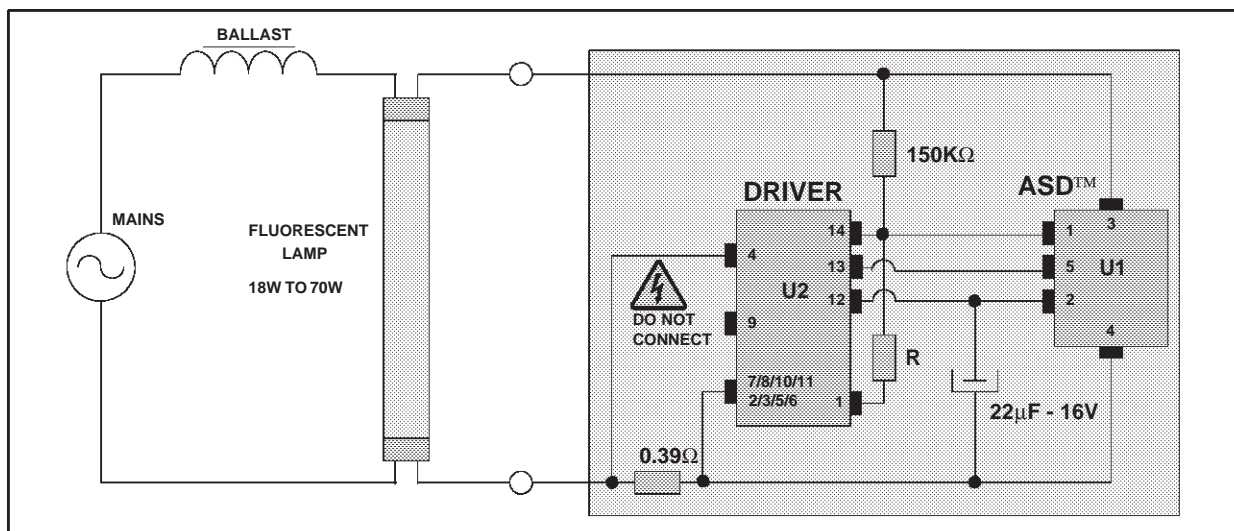 BALLAST
MAINS
FLUORESCENT
LAMP
18W TO 70W
150KΩ
DRIVER
ASD™
14
1
3
4
13
5
U1
U2
12
2
DO NOT
CONNECT
9
4
R
7/8/10/11
2/3/5/6
1
22μF - 16V
0.39Ω